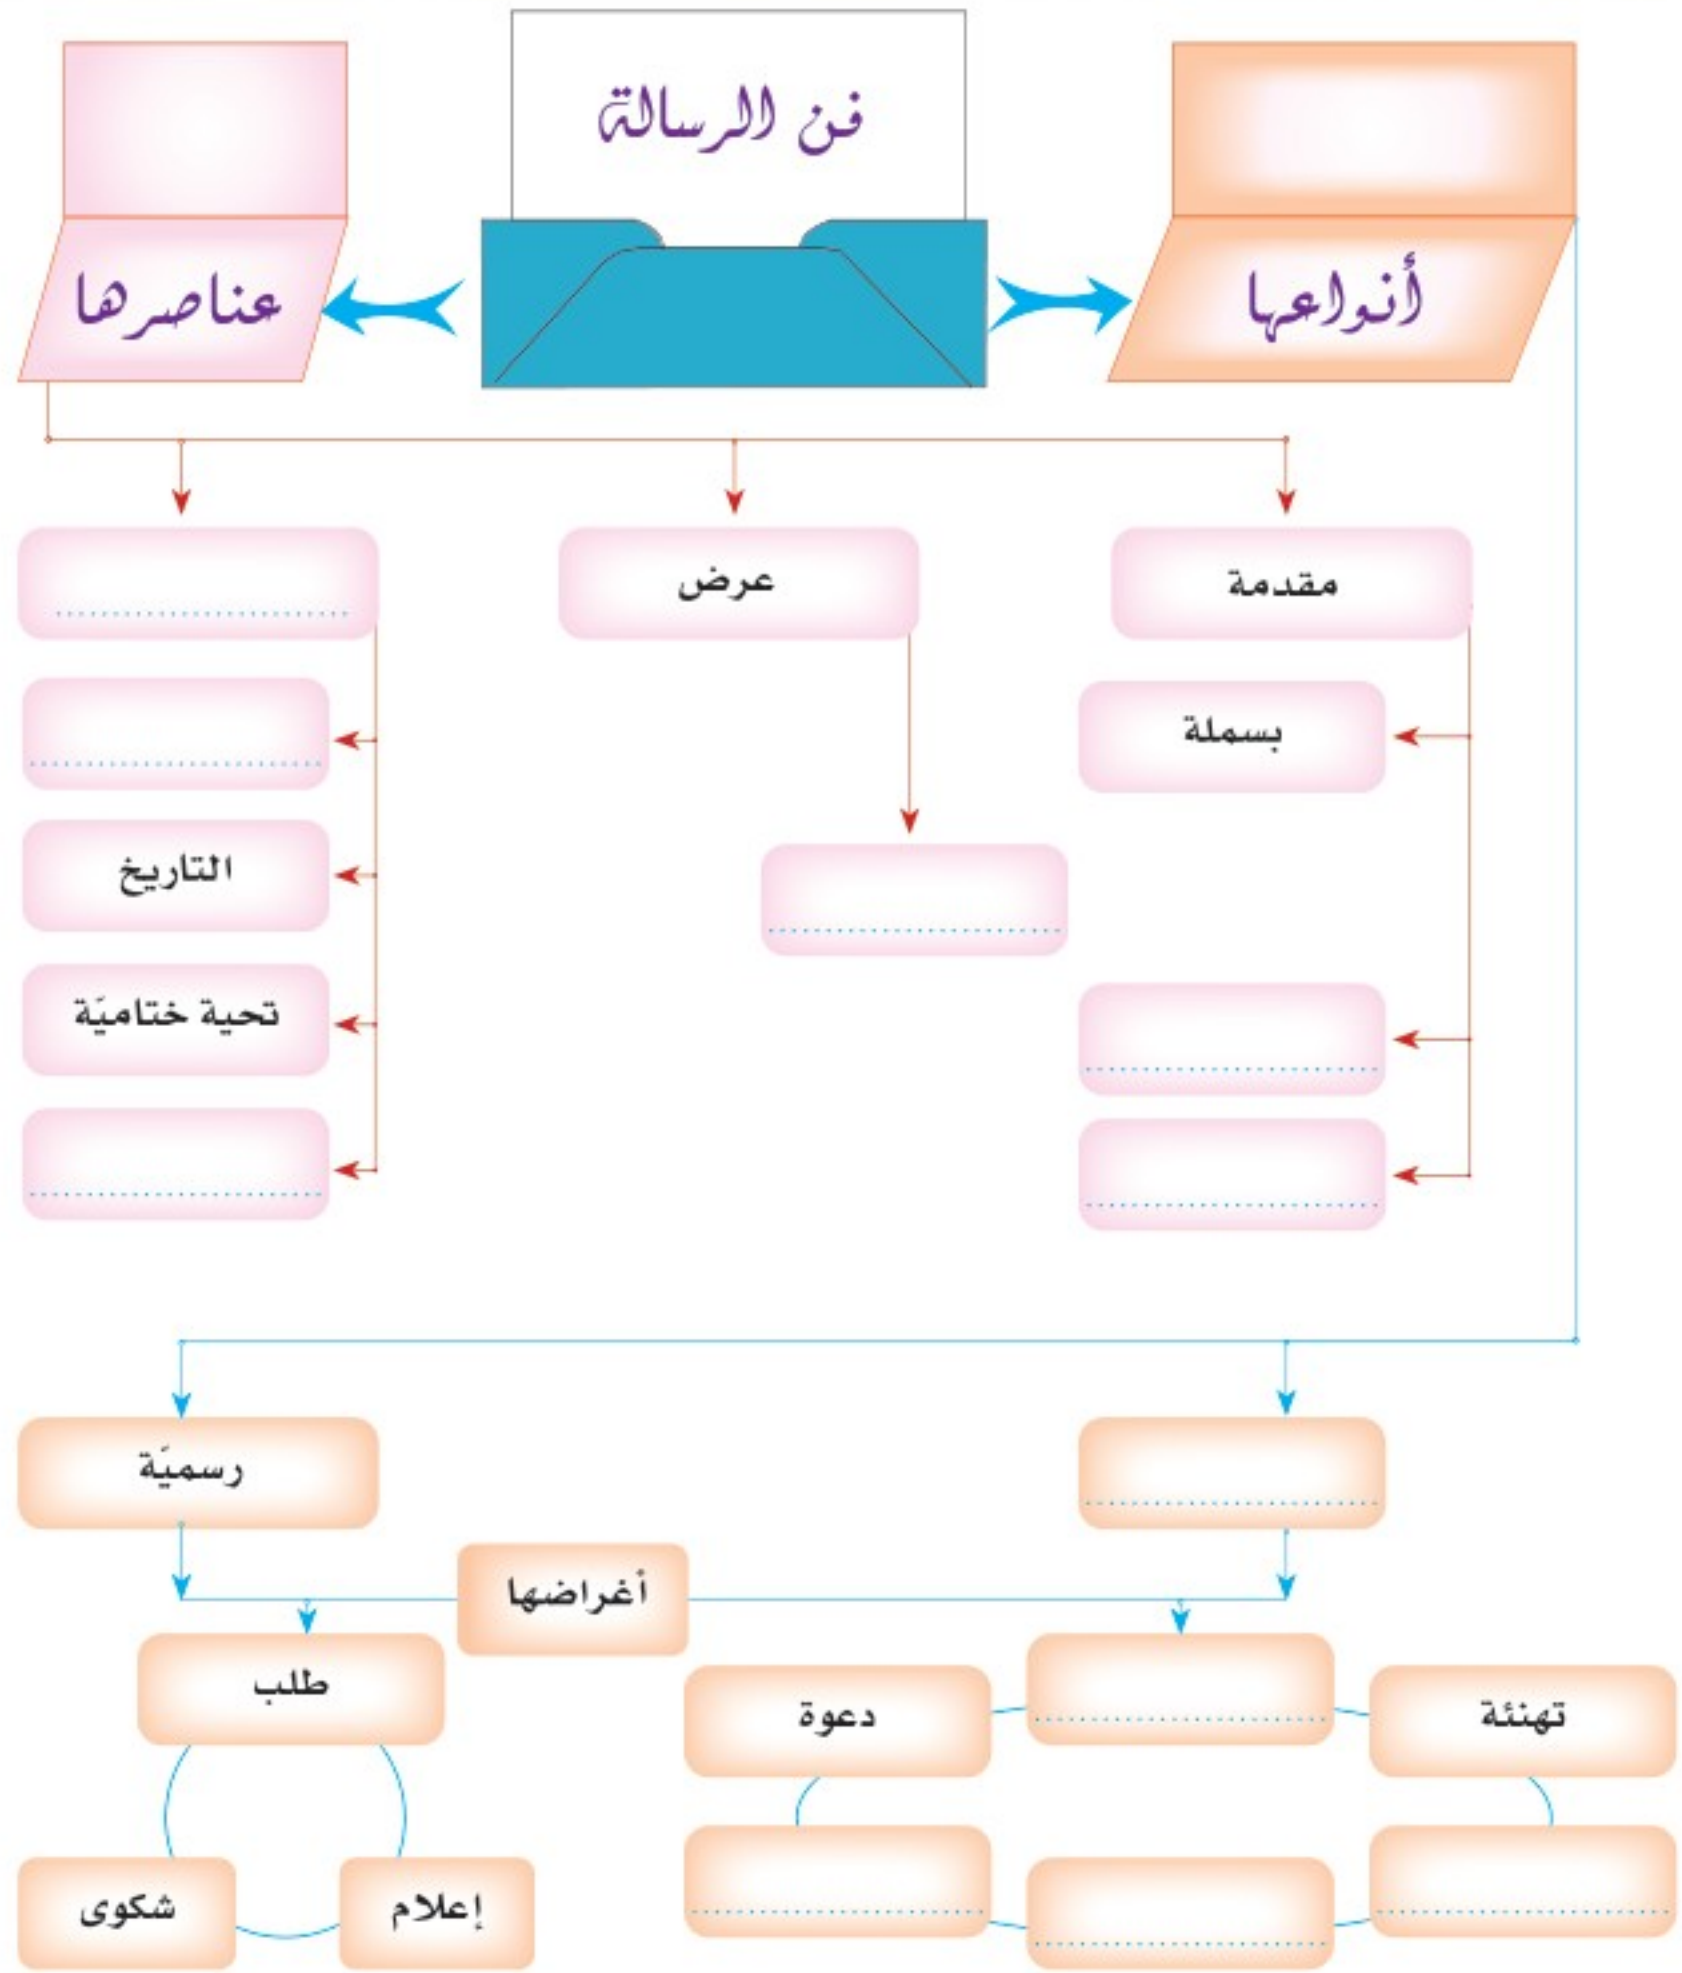 فن الرسالة
أنواعها
عناصرها
مقدمة
عرض
بسملة
التاريخ
تحية ختاميّة
رسميّة
أغراضها
طلب
تهنئة
دعوة
إعلام
شكوى